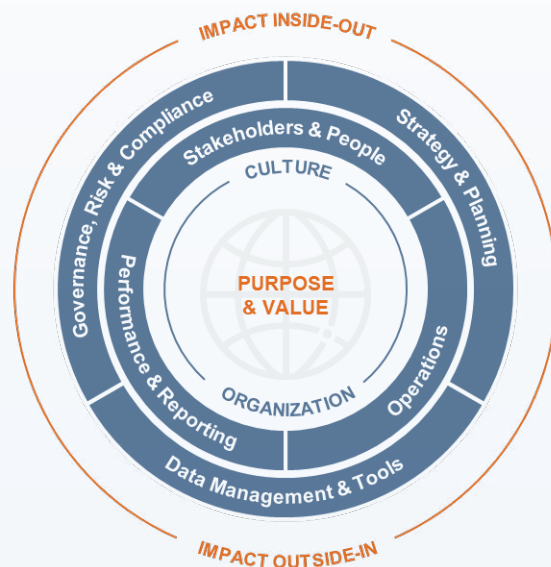 IMPACT INSIDE-OUT
Governance, Risk & Compliance
Strategy & Planning
Stakeholders & People
CULTURE
PURPOSE
& VALUE
Performance & Reporting
Operations
ORGANIZATION
Data Management & Tools
IMPACT OUTSIDE-IN